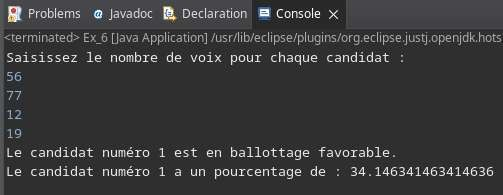 Problems Javadoc Declaration Console
<terminated> Ex_6 [Java Application] /usr/lib/eclipse/plugins/org.eclipse.justj.openjdk.hots
Saisissez le nombre de voix pour chaque candidat :
56
77
12
19
Le candidat numéro 1 est en ballottage favorable.
Le candidat numéro 1 a un pourcentage de : 34.146341463414636